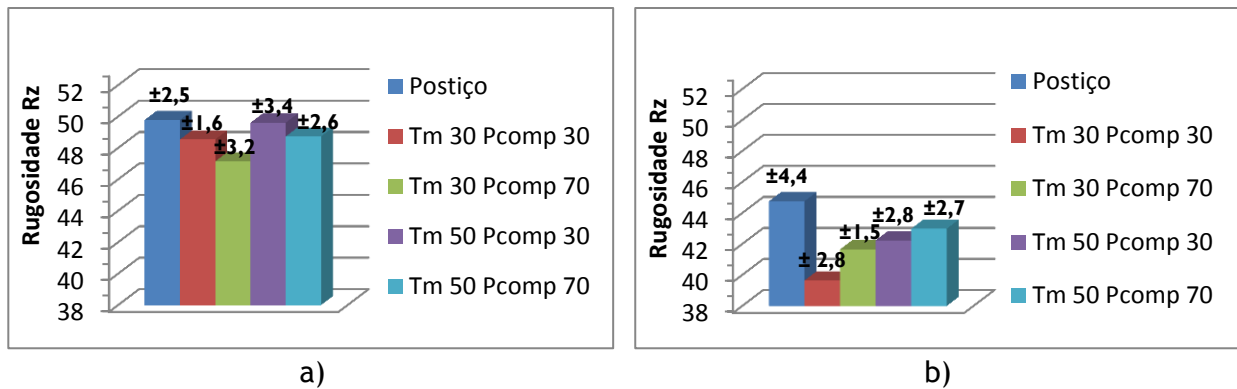 Rugosidade Rz
52
50
48
46
44
42
40
38
±2,5
±1,6
±3,2
±3,4
±2,6
Postiço
Tm 30 Pcomp 30
Tm 30 Pcomp 70
Tm 50 Pcomp 30
Tm 50 Pcomp 70
a)
Rugosidade Rz
52
50
48
46
44
42
40
38
±4,4
± 2,8
±1,5
±2,8
±2,7
Postiço
Tm 30 Pcomp 30
Tm 30 Pcomp 70
Tm 50 Pcomp 30
Tm 50 Pcomp 70
b)